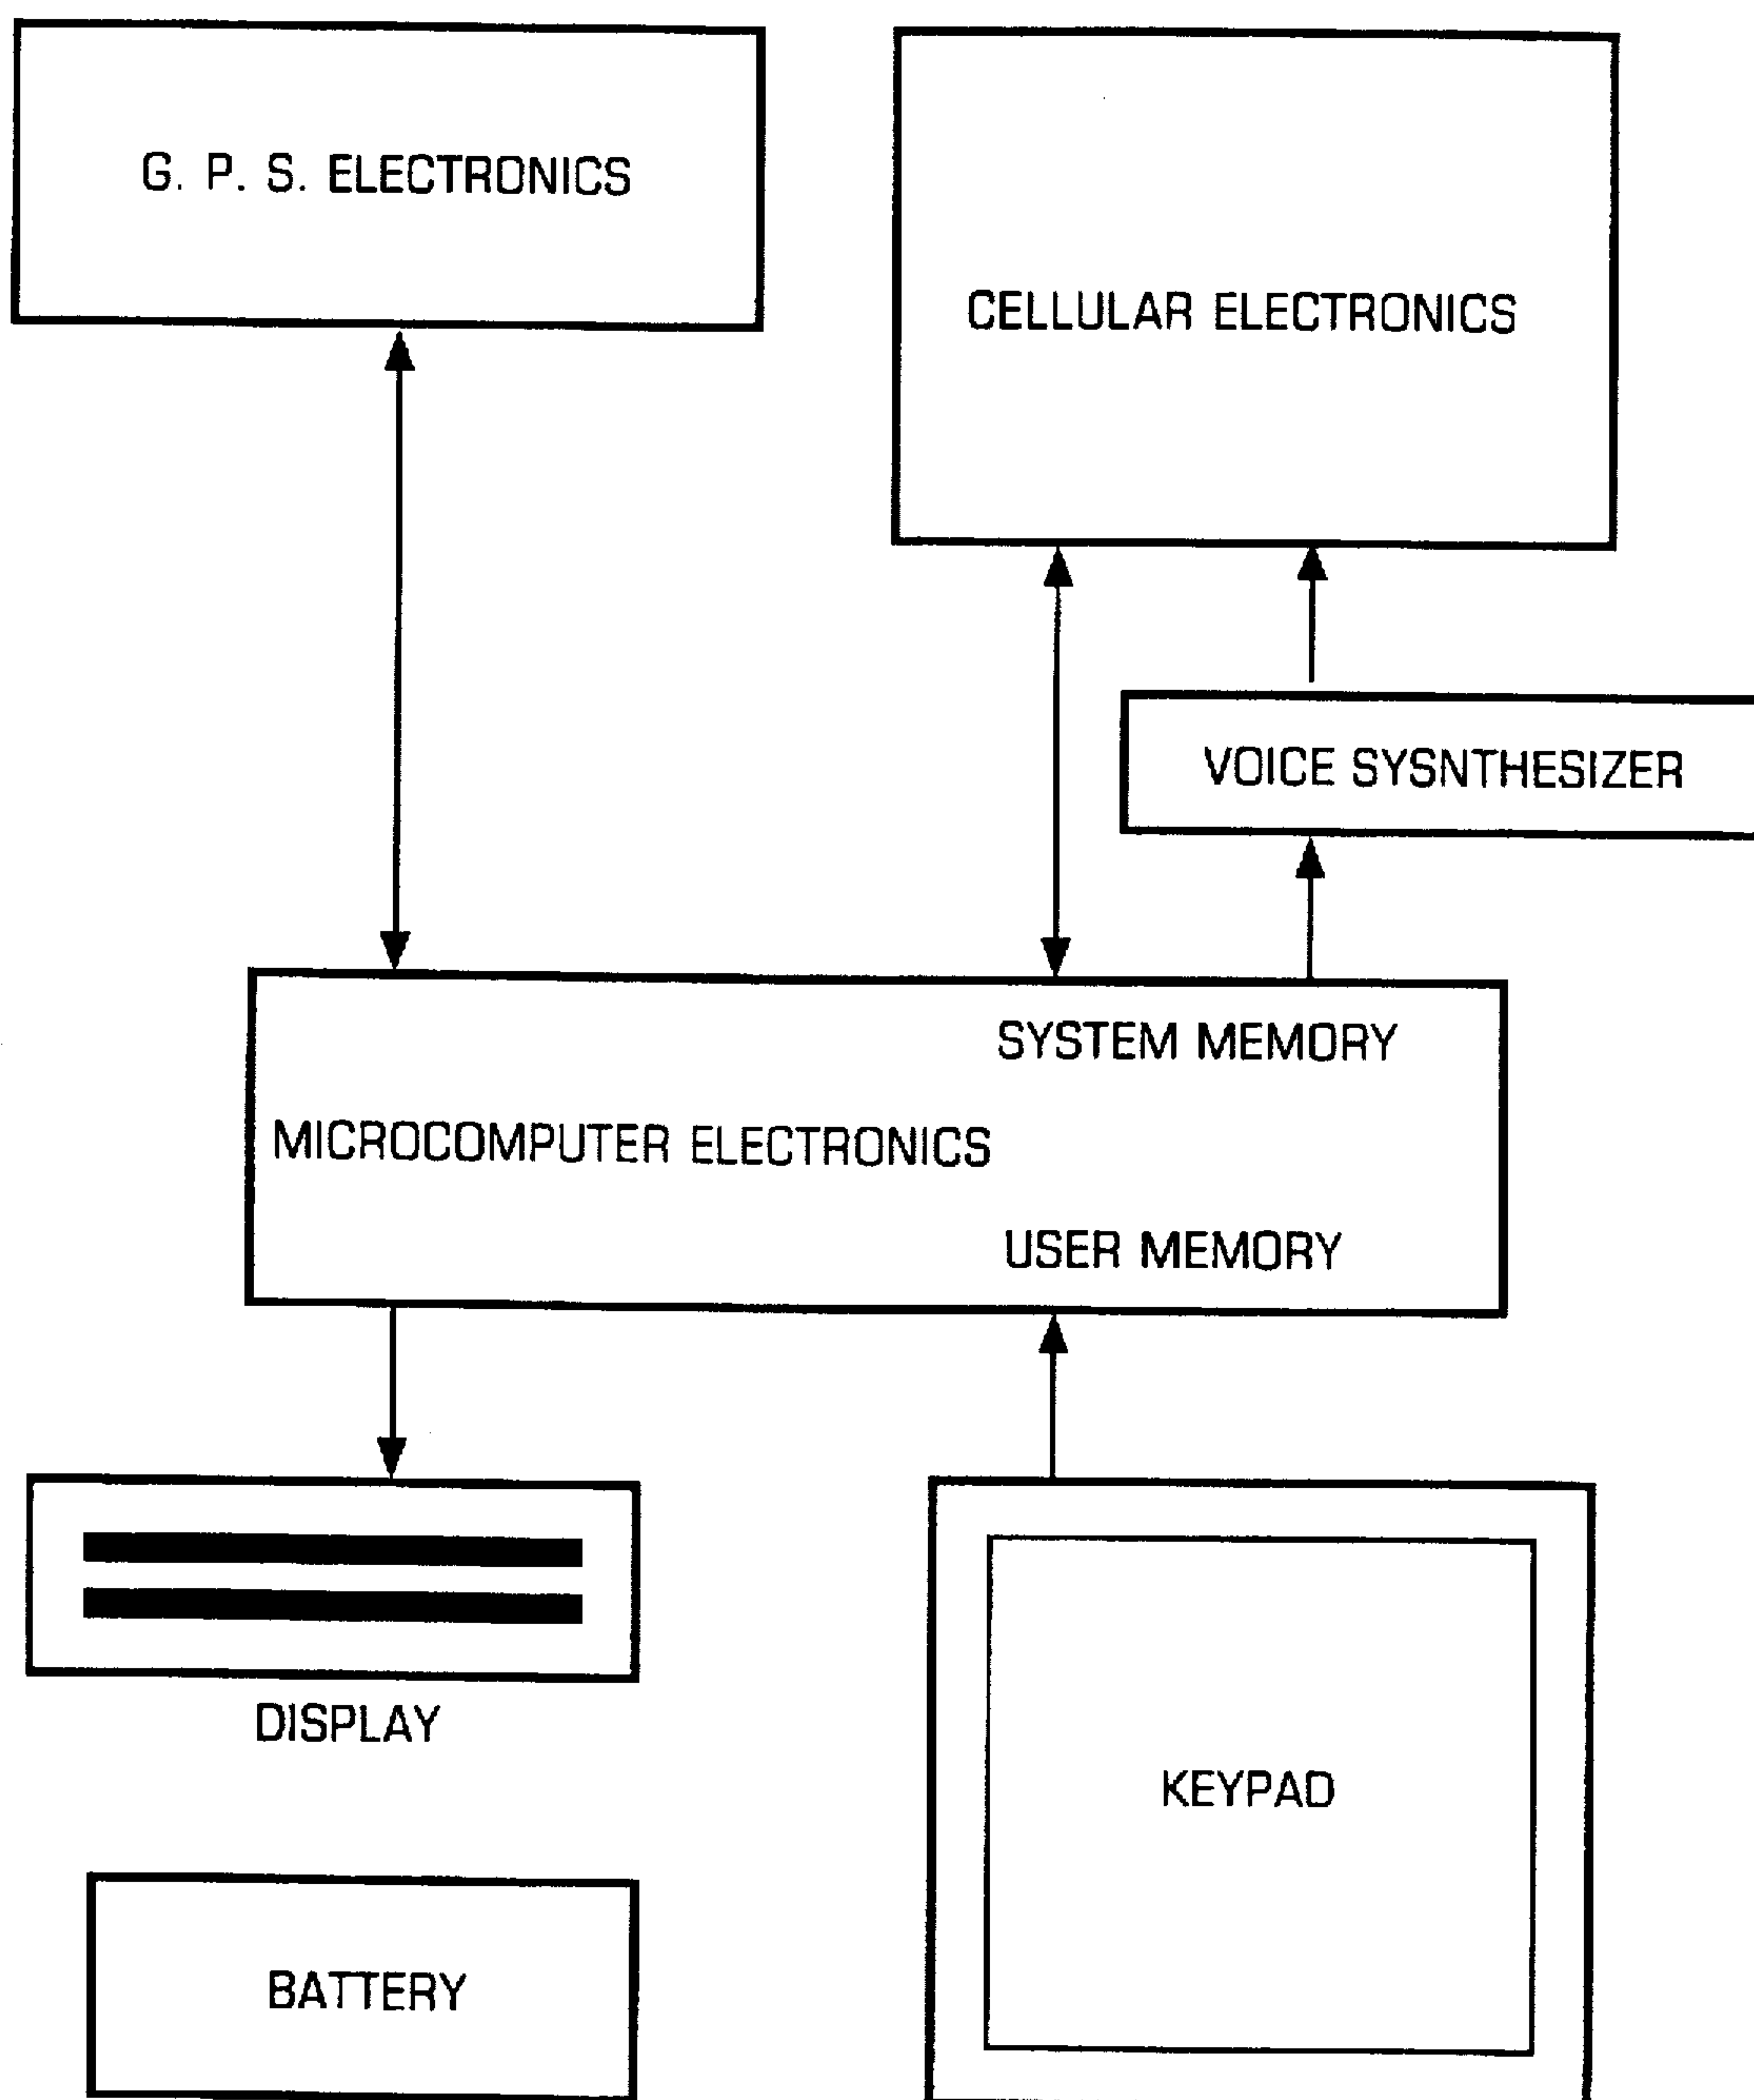 G. P. S. ELECTRONICS
CELLULAR ELECTRONICS
VOICE SYSNTHESIZER
SYSTEM MEMORY
MICROCOMPUTER ELECTRONICS
USER MEMORY
DISPLAY
KEYPAD
BATTERY